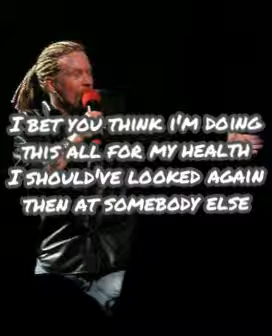 I bet you think i'm doing
this all for my health
I should've looked again
then at somebody else